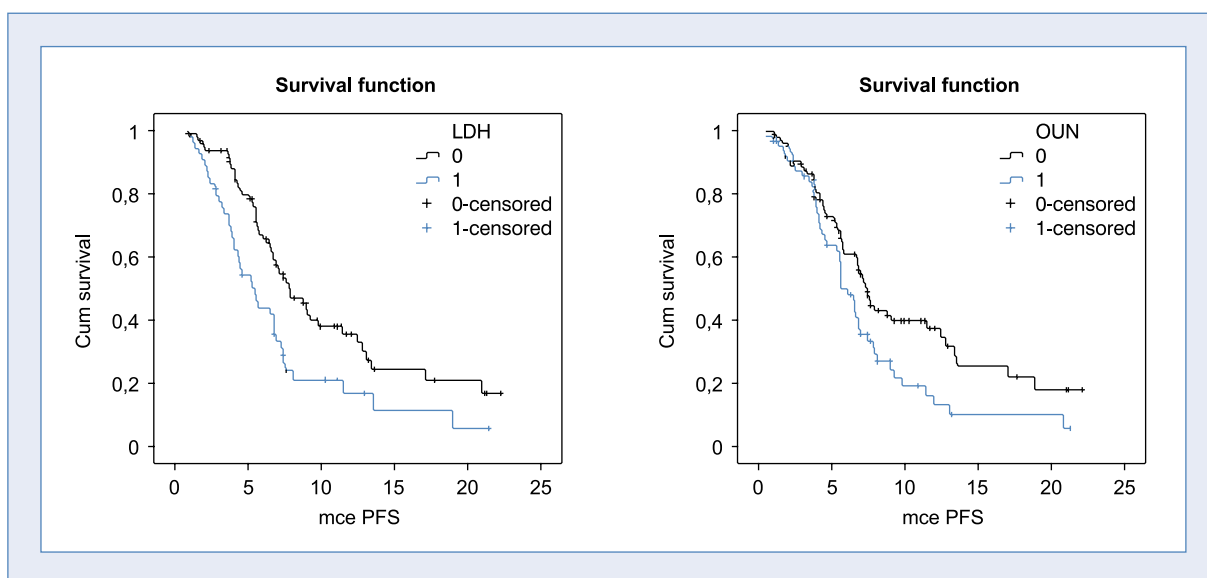 Survival function
Cum survival
1
0,8
0,6
0,4
0,2
0
0 5 10 15 20 25
mce PFS
LDH
0
1
0-censored
1-censored
Survival function
Cum survival
1
0,8
0,6
0,4
0,2
0
0 5 10 15 20 25
mce PFS
OUN
0
1
0-censored
1-censored